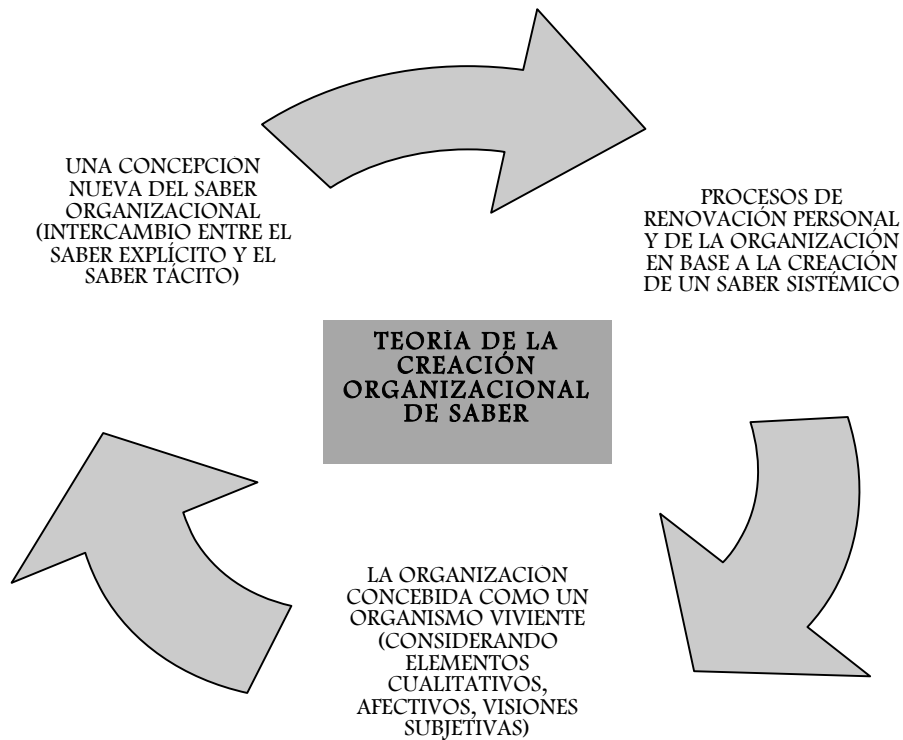 UNA CONCEPCION
NUEVA DEL SABER
ORGANIZACIONAL
(INTERCAMBIO ENTRE EL
SABER EXPLÍCITO Y EL
SABER TÁCITO)
PROCESOS DE
RENOVACIÓN PERSONAL
Y DE LA ORGANIZACIÓN
EN BASE A LA CREACIÓN
DE UN SABER SISTÉMICO
TEORÍA DE LA
CREACIÓN
ORGANIZACIONAL
DE SABER
LA ORGANIZACION
CONCEBIDA COMO UN
ORGANISMO VIVIENTE
(CONSIDERANDO
ELEMENTOS
CUALITATIVOS,
AFECTIVOS, VISIONES
SUBJETIVAS)